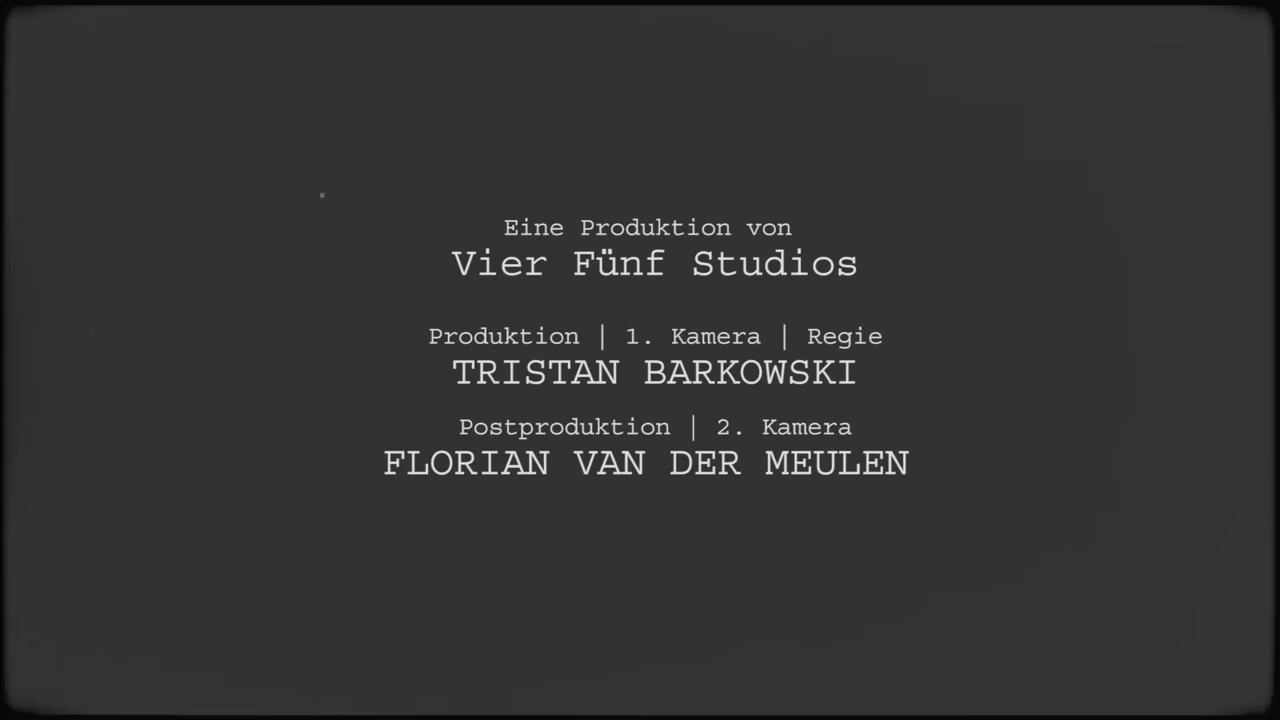 Eine Produktion von
Vier Fünf Studios
Produktion | 1. Kamera | Regie
TRISTAN BARKOWSKI
Postproduktion | 2. Kamera
FLORIAN VAN DER MEULEN